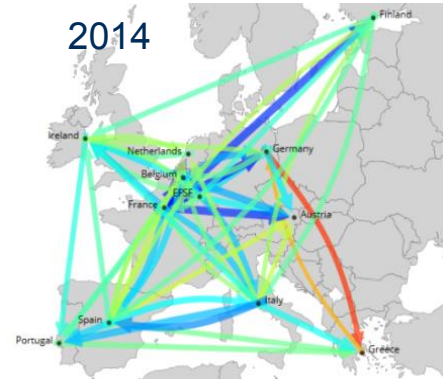 2014
Finland
Ireland
Netherlands
Germany
Belgium
EFSF
France
Austria
Italy
Spain
Portugal
Greece